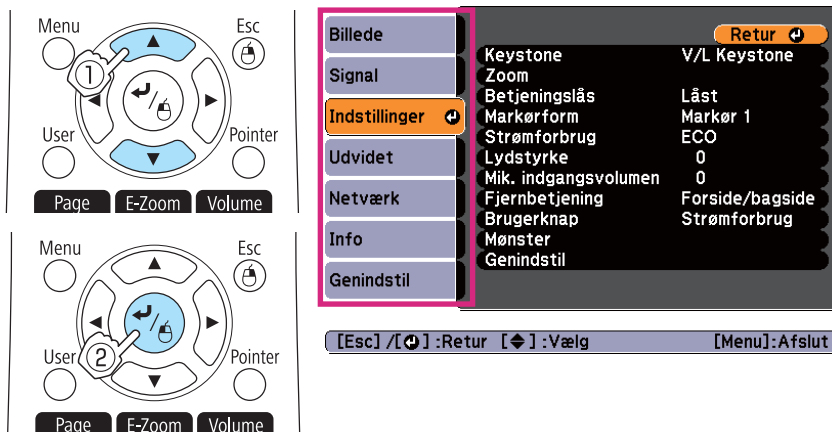 Menu
Esc
1
User
Pointer
Page
E-Zoom
Volume
Menu
Esc
2
User
Pointer
Page
E-Zoom
Volume
Billede
Signal
Indstillinger
Udvidet
Netværk
Info
Genindstil
Retur
Keystone V/L Keystone
Zoom
Betjeningslås Låst
Markørform Markør 1
Strømforbrug ECO
Lydstyrke 0
Mik. indgangsvolumen 0
Fjernbetjening Forside/bagside
Brugerknap Strømforbrug
Mønster
Genindstil
[Esc] /[⏎] :Retur [◆] :Vælg [Menu]:Afslut